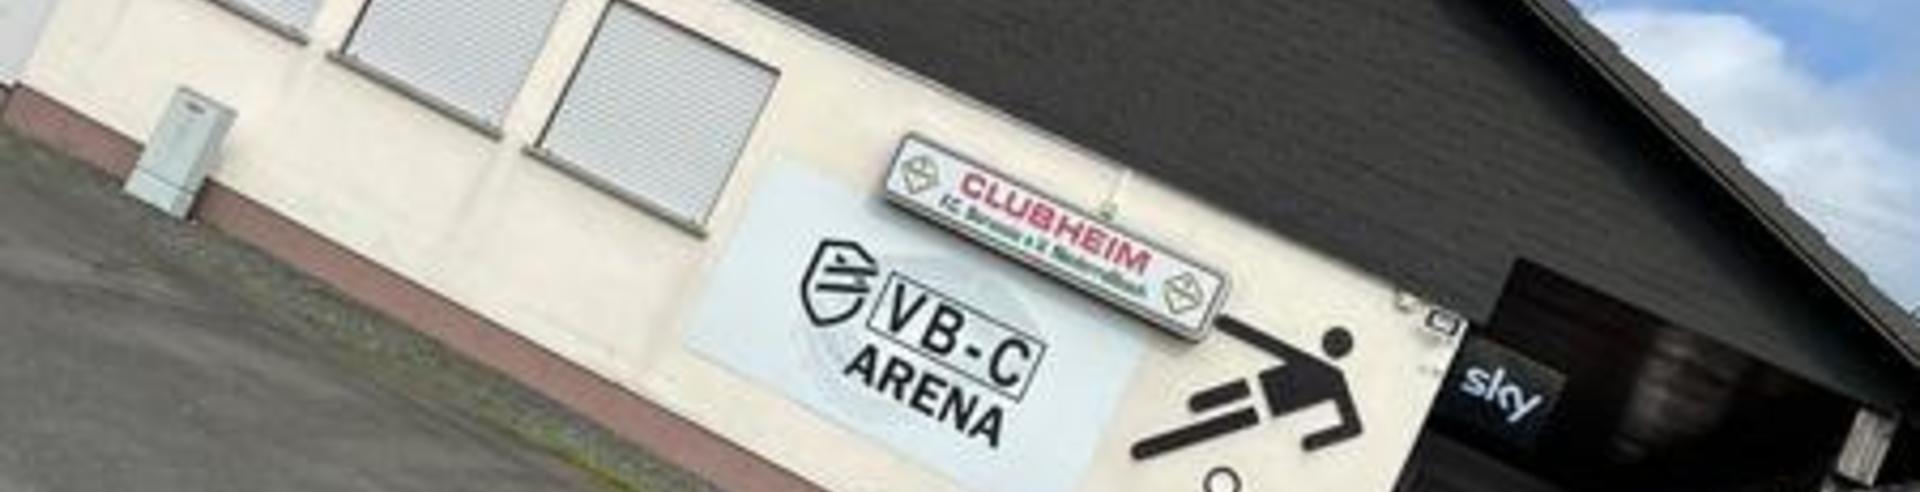 CLUBHEIM
F.C.
VB-C
ARENA
sky